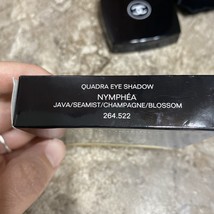 QUADRA EYE SHADOW
NYMPHÉA
JAVA/SEAMIST/CHAMPAGNE/BLOSSOM
264.522